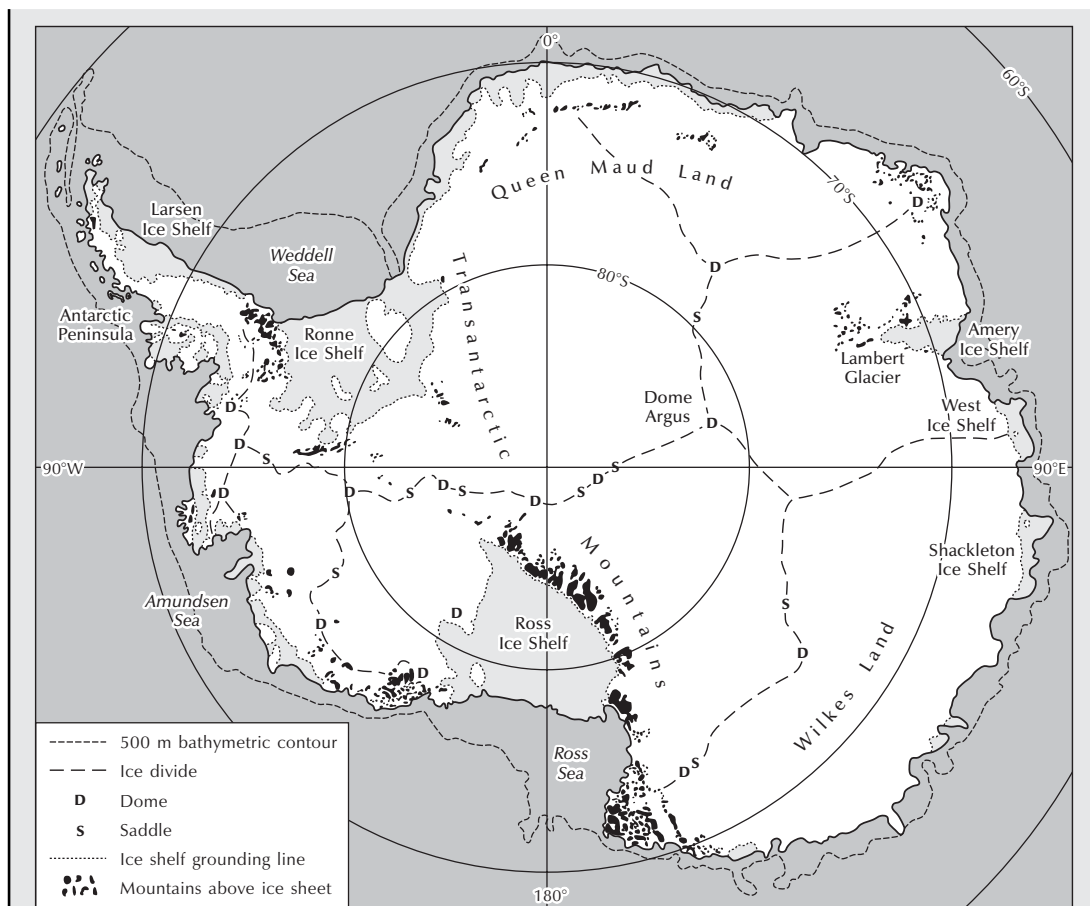 0°
60°S
Queen Maud Land
70°S
Larsen
Ice Shelf
Weddell
Sea
D
D
80°S
Transantarctic
S
Antarctic
Peninsula
Ronne
Ice Shelf
Amery
Ice Shelf
Lambert
Glacier
Dome
Argus
West
Ice Shelf
D
D
D
S
S
90°W
90°E
D
D
S
D
S
D
S
D
Mountains
Shackleton
Ice Shelf
S
Amundsen
Sea
S
D
D
Ross
Ice Shelf
D
D
Wilkes Land
Ross
Sea
D
S
500 m bathymetric contour
Ice divide
D Dome
S Saddle
Ice shelf grounding line
Mountains above ice sheet
180°